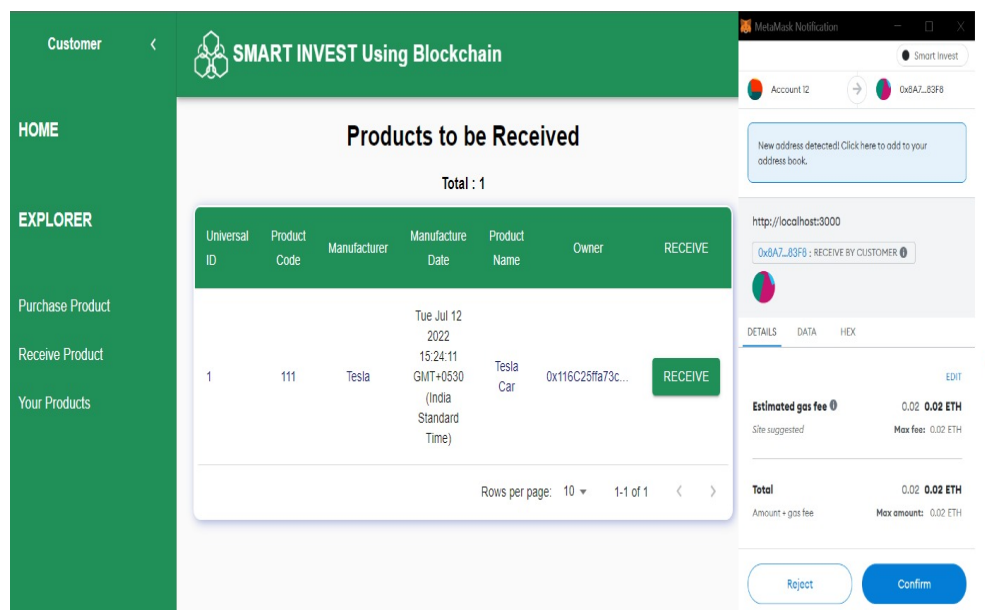 Customer
HOME
EXPLORER
Purchase Product
Receive Product
Your Products
SMART INVEST Using Blockchain
Products to be Received
Total : 1
Universal ID Product Code Manufacturer Manufacture Date Product Name Owner RECEIVE
1 111 Tesla Tue Jul 12 2022 15:24:11 GMT+0530 (India Standard Time) Tesla Car 0x116C25ffa73c... RECEIVE
Rows per page: 10 1-1 of 1
MetaMask Notification
Smart Invest
Account 12 0x8A7...83F8
New address detected! Click here to add to your
address book.
http://localhost:3000
0x8A7...83F8 : RECEIVE BY CUSTOMER
DETAILS DATA HEX
EDIT
Estimated gas fee 0.02 0.02 ETH
Site suggested Max fee: 0.02 ETH
Total 0.02 0.02 ETH
Amount + gas fee Max amount: 0.02 ETH
Reject Confirm